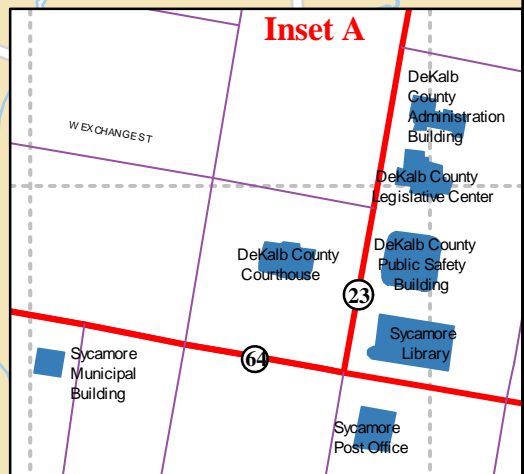 Inset A
DeKalb
County
Administration
Building
W EXCHANGE ST
DeKalb County
Legislative Center
DeKalb County
Courthouse
DeKalb County
Public Safety
Building
23
Sycamore
Library
64
Sycamore
Municipal
Building
Sycamore
Post Office